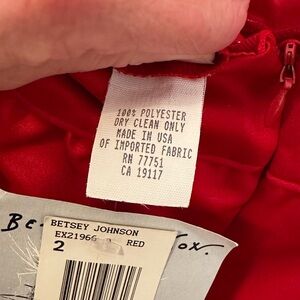 100% POLYESTER
DRY CLEAN ONLY
MADE IN USA
OF IMPORTED FABRIC
RN 77751
CA 19117
BETSEY JOHNSON
EX21966
RED
2